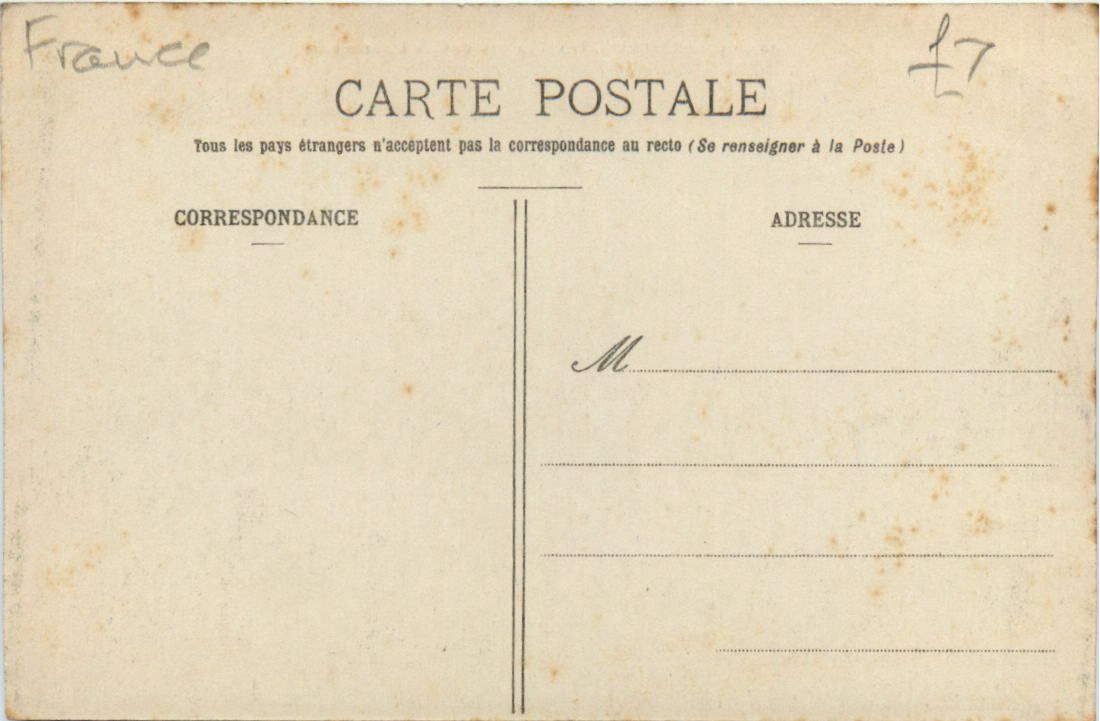 France
£7
CARTE POSTALE
Tous les pays étrangers n'acceptent pas la correspondance au recto (Se renseigner à la Poste)
CORRESPONDANCE
ADRESSE
M